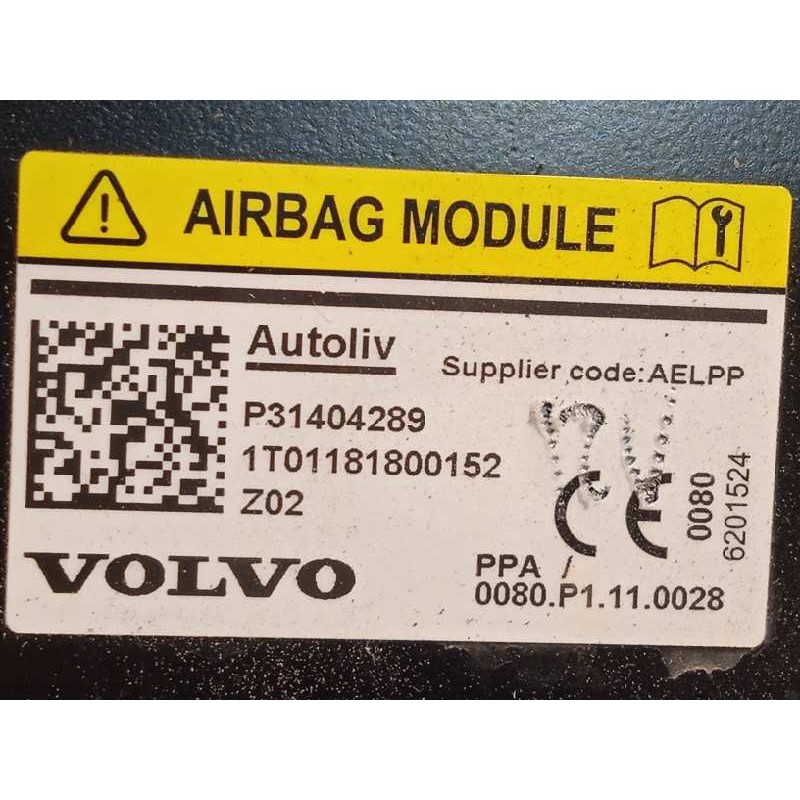 AIRBAG MODULE
Autoliv
Supplier code:AELPP
P31404289
1T01181800152
Z02
CE
0080
6201524
VOLVO
PPA /
0080.P1.11.0028